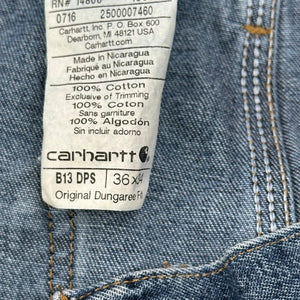 RN# 14806
0716 2500007460
Carhartt, Inc P.O. Box 600
Dearborn, MI 48121 USA
Carhartt.com
Made in Nicaragua
Fabriqué au Nicaragua
Hecho en Nicaragua
100% Cotton
Exclusive of Trimming
100% Coton
Sans garniture
100% Algodón
Sin incluir adorno
carhartt
B13 DPS 36x34
Original Dungaree Fit